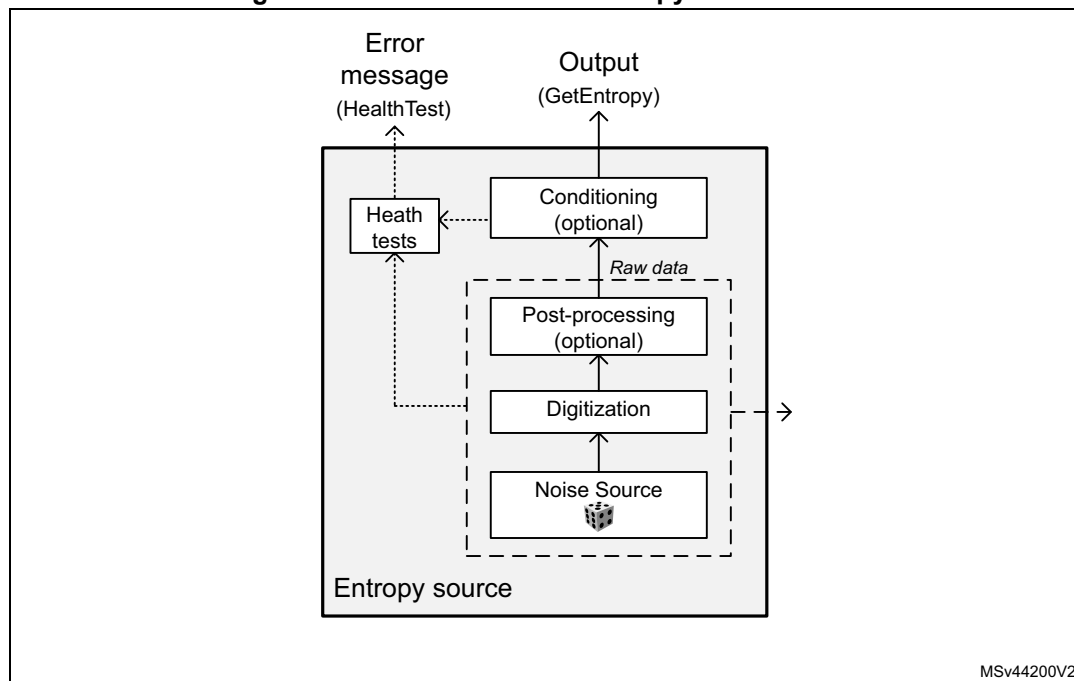 Error
message
(HealthTest)
Output
(GetEntropy)
Conditioning
(optional)
Heath
tests
Raw data
Post-processing
(optional)
Digitization
Noise Source
Entropy source
MSv44200V2